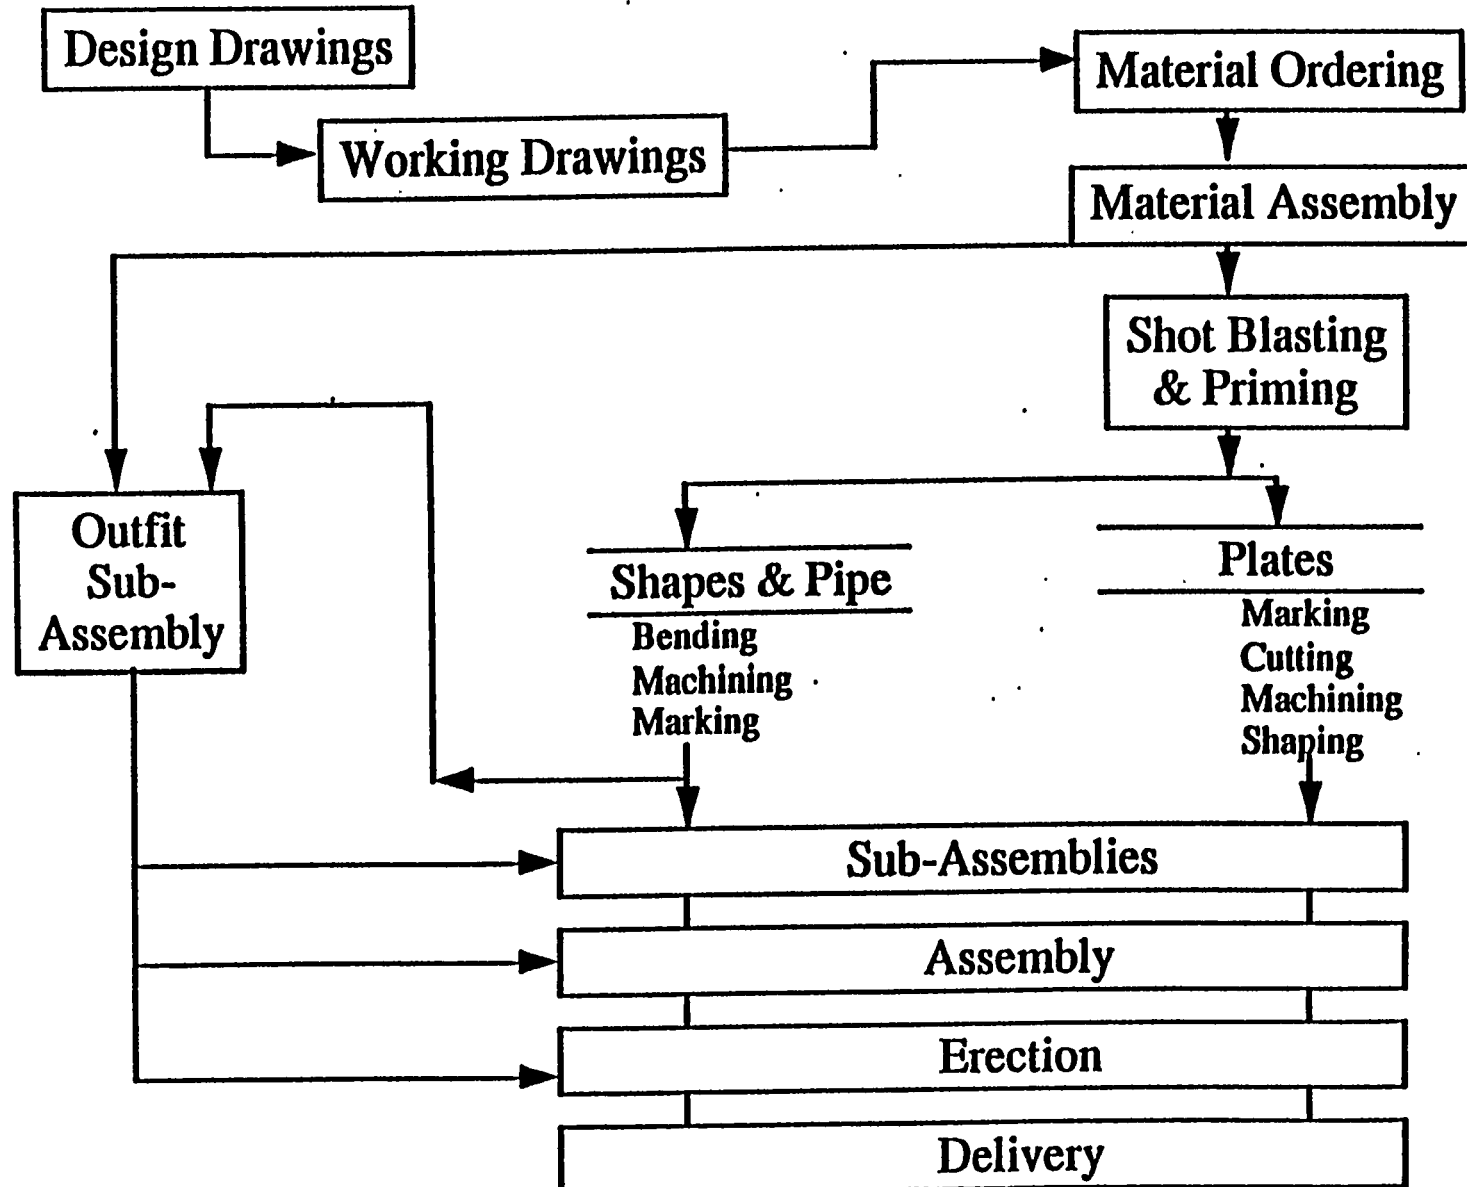 Design Drawings
Working Drawings
Material Ordering
Material Assembly
Shot Blasting
& Priming
Outfit
Sub-
Assembly
Shapes & Pipe
Bending
Machining
Marking
Plates
Marking
Cutting
Machining
Shaping
Sub-Assemblies
Assembly
Erection
Delivery